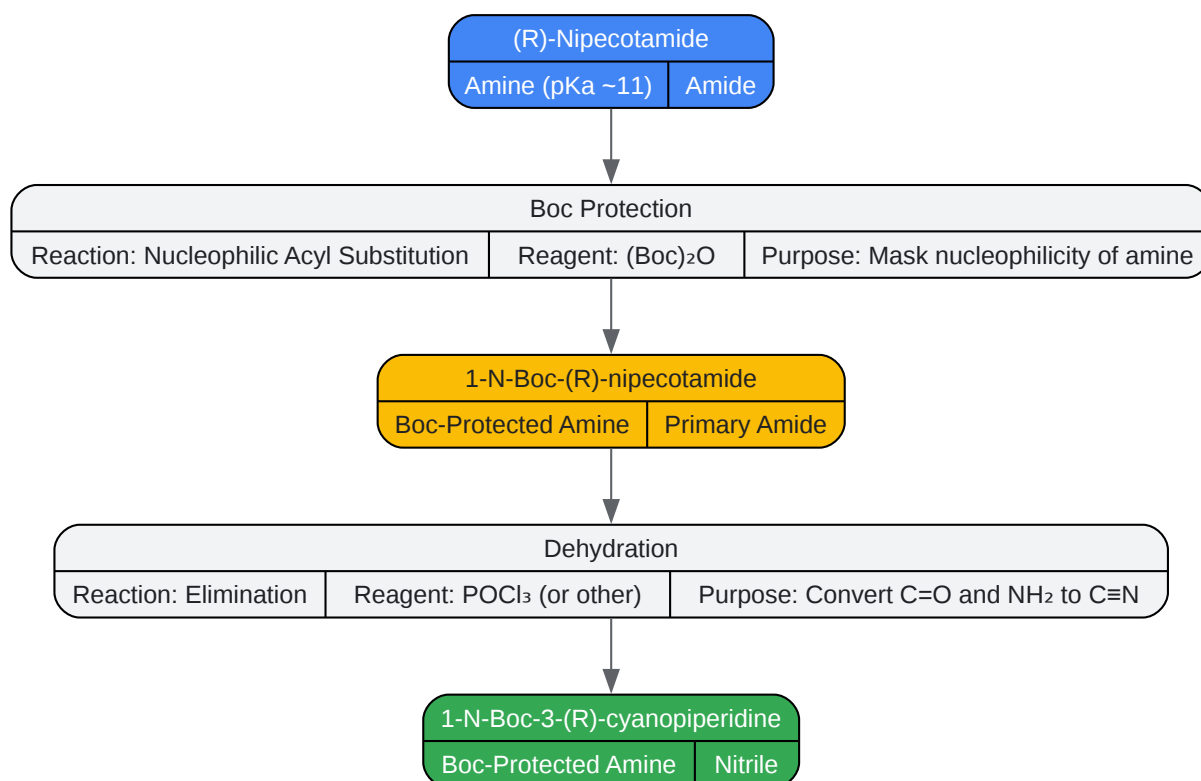 (R)-Nipecotamide
Amine (pKa ~11) Amide
Boc Protection
Reaction: Nucleophilic Acyl Substitution Reagent: (Boc)₂O Purpose: Mask nucleophilicity of amine
1-N-Boc-(R)-nipecotamide
Boc-Protected Amine Primary Amide
Dehydration
Reaction: Elimination Reagent: POCl₃ (or other) Purpose: Convert C=O and NH₂ to C≡N
1-N-Boc-3-(R)-cyanopiperidine
Boc-Protected Amine Nitrile